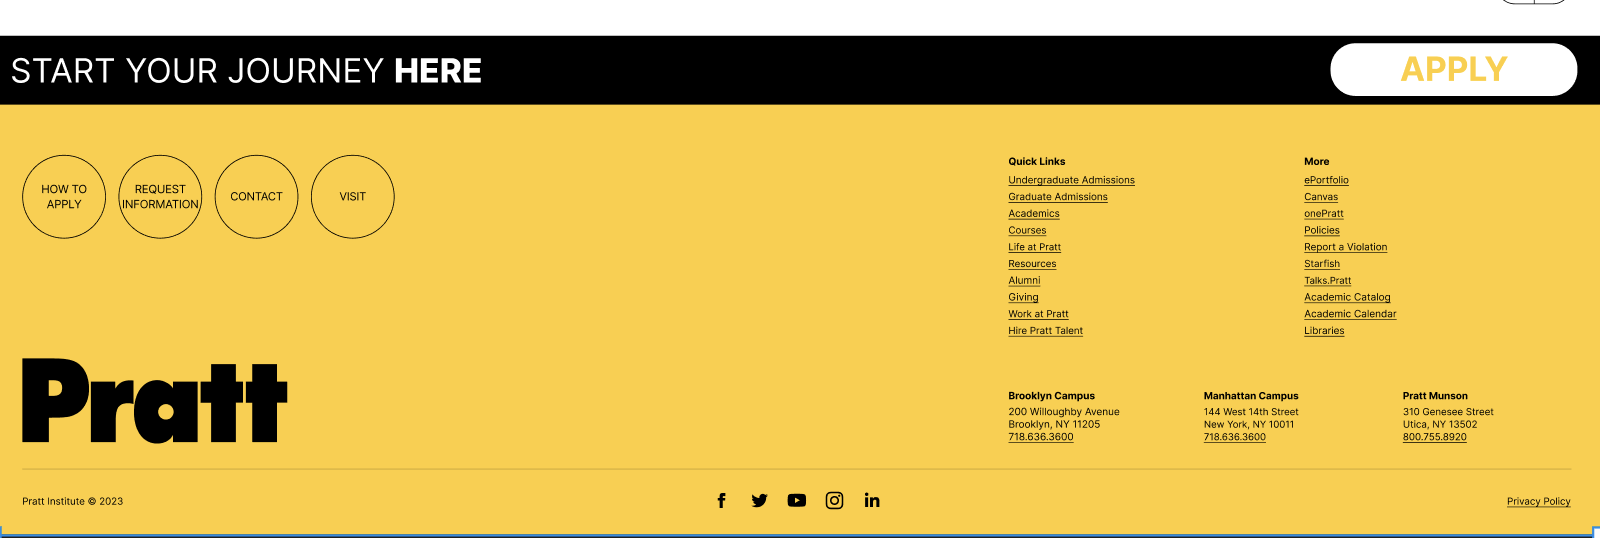 START YOUR JOURNEY HERE
APPLY
HOW TO
APPLY
REQUEST
INFORMATION
CONTACT
VISIT
Quick Links
Undergraduate Admissions
Graduate Admissions
Academics
Courses
Life at Pratt
Resources
Alumni
Giving
Work at Pratt
Hire Pratt Talent
More
ePortfolio
Canvas
onePratt
Policies
Report a Violation
Starfish
Talks.Pratt
Academic Catalog
Academic Calendar
Libraries
Pratt
Brooklyn Campus
200 Willoughby Avenue
Brooklyn, NY 11205
718.636.3600
Manhattan Campus
144 West 14th Street
New York, NY 10011
718.636.3600
Pratt Munson
310 Genesee Street
Utica, NY 13502
800.755.8920
Pratt Institute © 2023
Privacy Policy